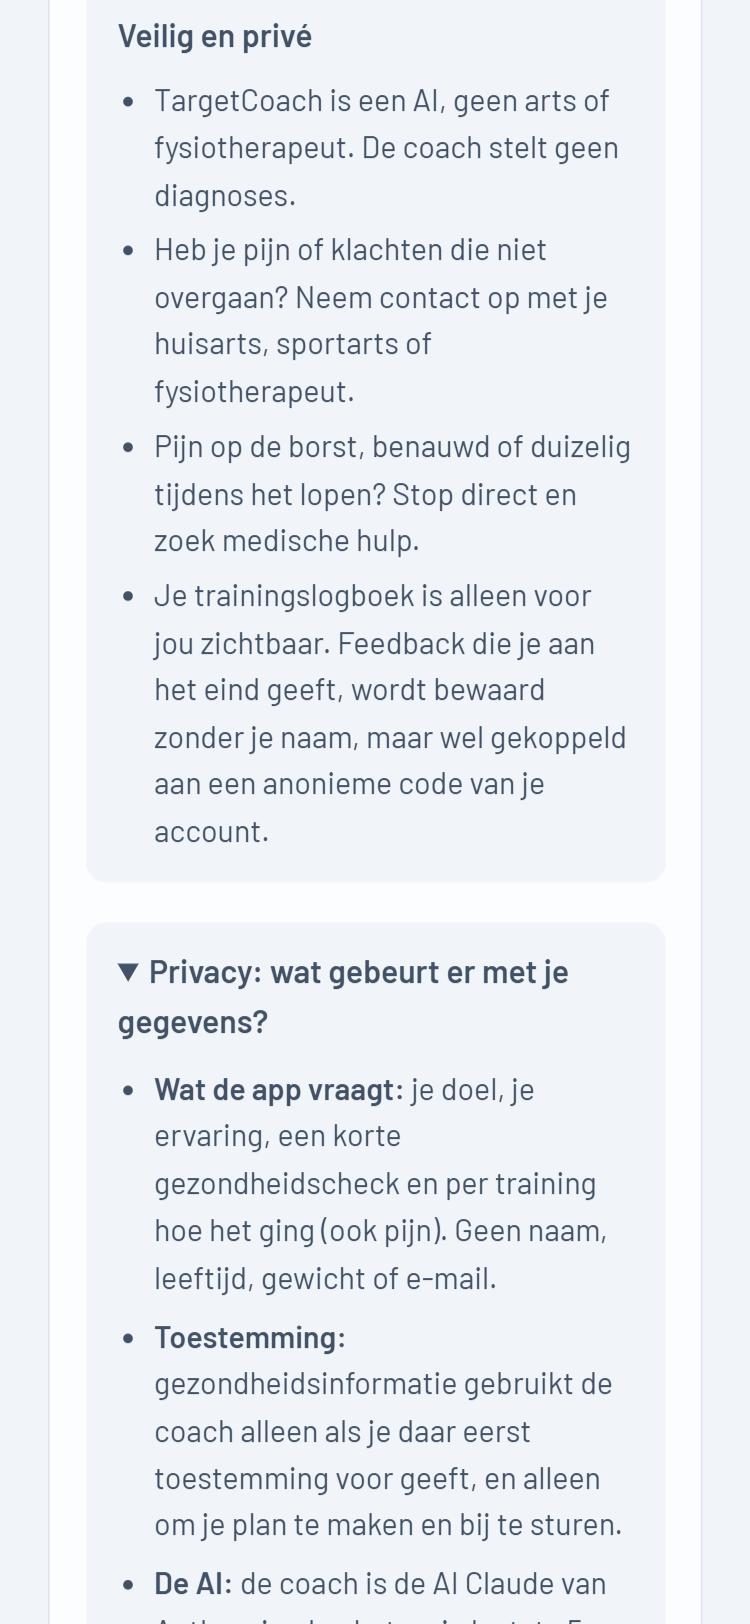 Veilig en privé
• TargetCoach is een AI, geen arts of
fysiotherapeut. De coach stelt geen
diagnoses.
• Heb je pijn of klachten die niet
overgaan? Neem contact op met je
huisarts, sportarts of
fysiotherapeut.
• Pijn op de borst, benauwd of duizelig
tijdens het lopen? Stop direct en
zoek medische hulp.
• Je trainingslogboek is alleen voor
jou zichtbaar. Feedback die je aan
het eind geeft, wordt bewaard
zonder je naam, maar wel gekoppeld
aan een anonieme code van je
account.
▼ Privacy: wat gebeurt er met je
gegevens?
• Wat de app vraagt: je doel, je
ervaring, een korte
gezondheidscheck en per training
hoe het ging (ook pijn). Geen naam,
leeftijd, gewicht of e-mail.
• Toestemming:
gezondheidsinformatie gebruikt de
coach alleen als je daar eerst
toestemming voor geeft, en alleen
om je plan te maken en bij te sturen.
• De AI: de coach is de AI Claude van